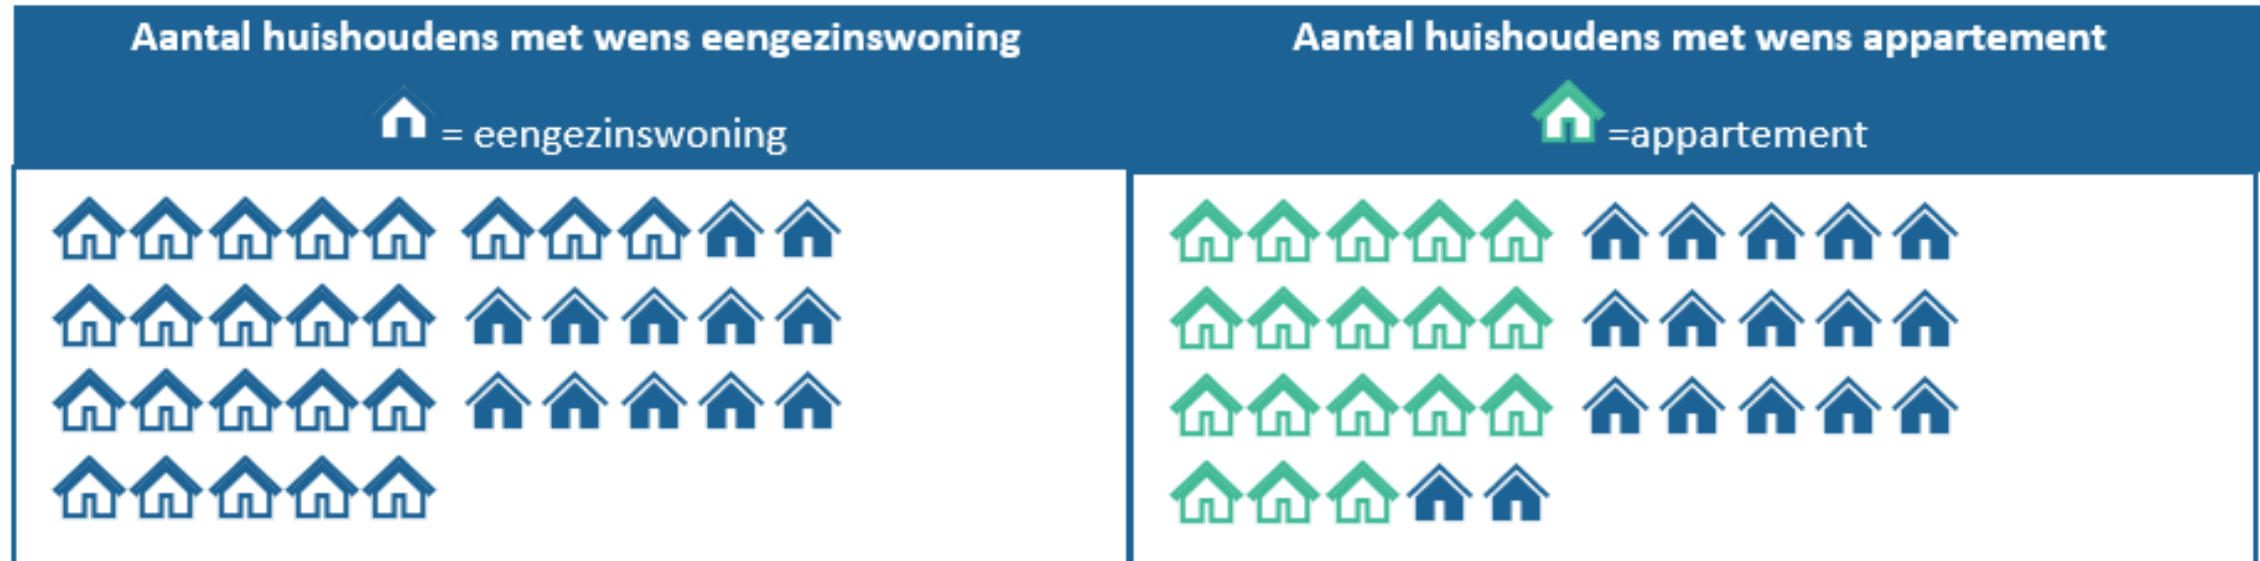 Aantal huishoudens met wens eengezinswoning
= eengezinswoning
Aantal huishoudens met wens appartement
=appartement